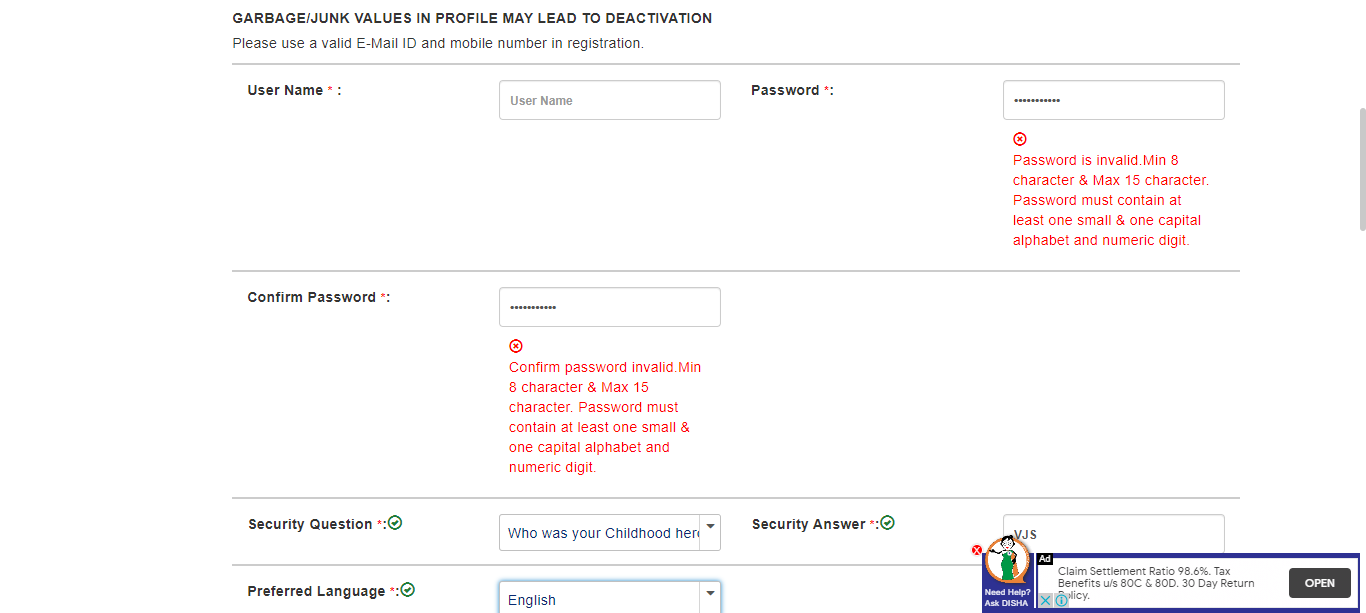 GARBAGE/JUNK VALUES IN PROFILE MAY LEAD TO DEACTIVATION
Please use a valid E-Mail ID and mobile number in registration.
User Name * :
User Name
Password *:
•••••••••••
Password is invalid.Min 8
character & Max 15 character.
Password must contain at
least one small & one capital
alphabet and numeric digit.
Confirm Password *:
•••••••••••
Confirm password invalid.Min
8 character & Max 15
character. Password must
contain at least one small &
one capital alphabet and
numeric digit.
Security Question *:
Who was your Childhood her
Security Answer *:
VJS
Preferred Language *:
English
Need Help?
Ask DISHA
Ad
Claim Settlement Ratio 98.6%. Tax
Benefits u/s 80C & 80D. 30 Day Return
Policy.
OPEN